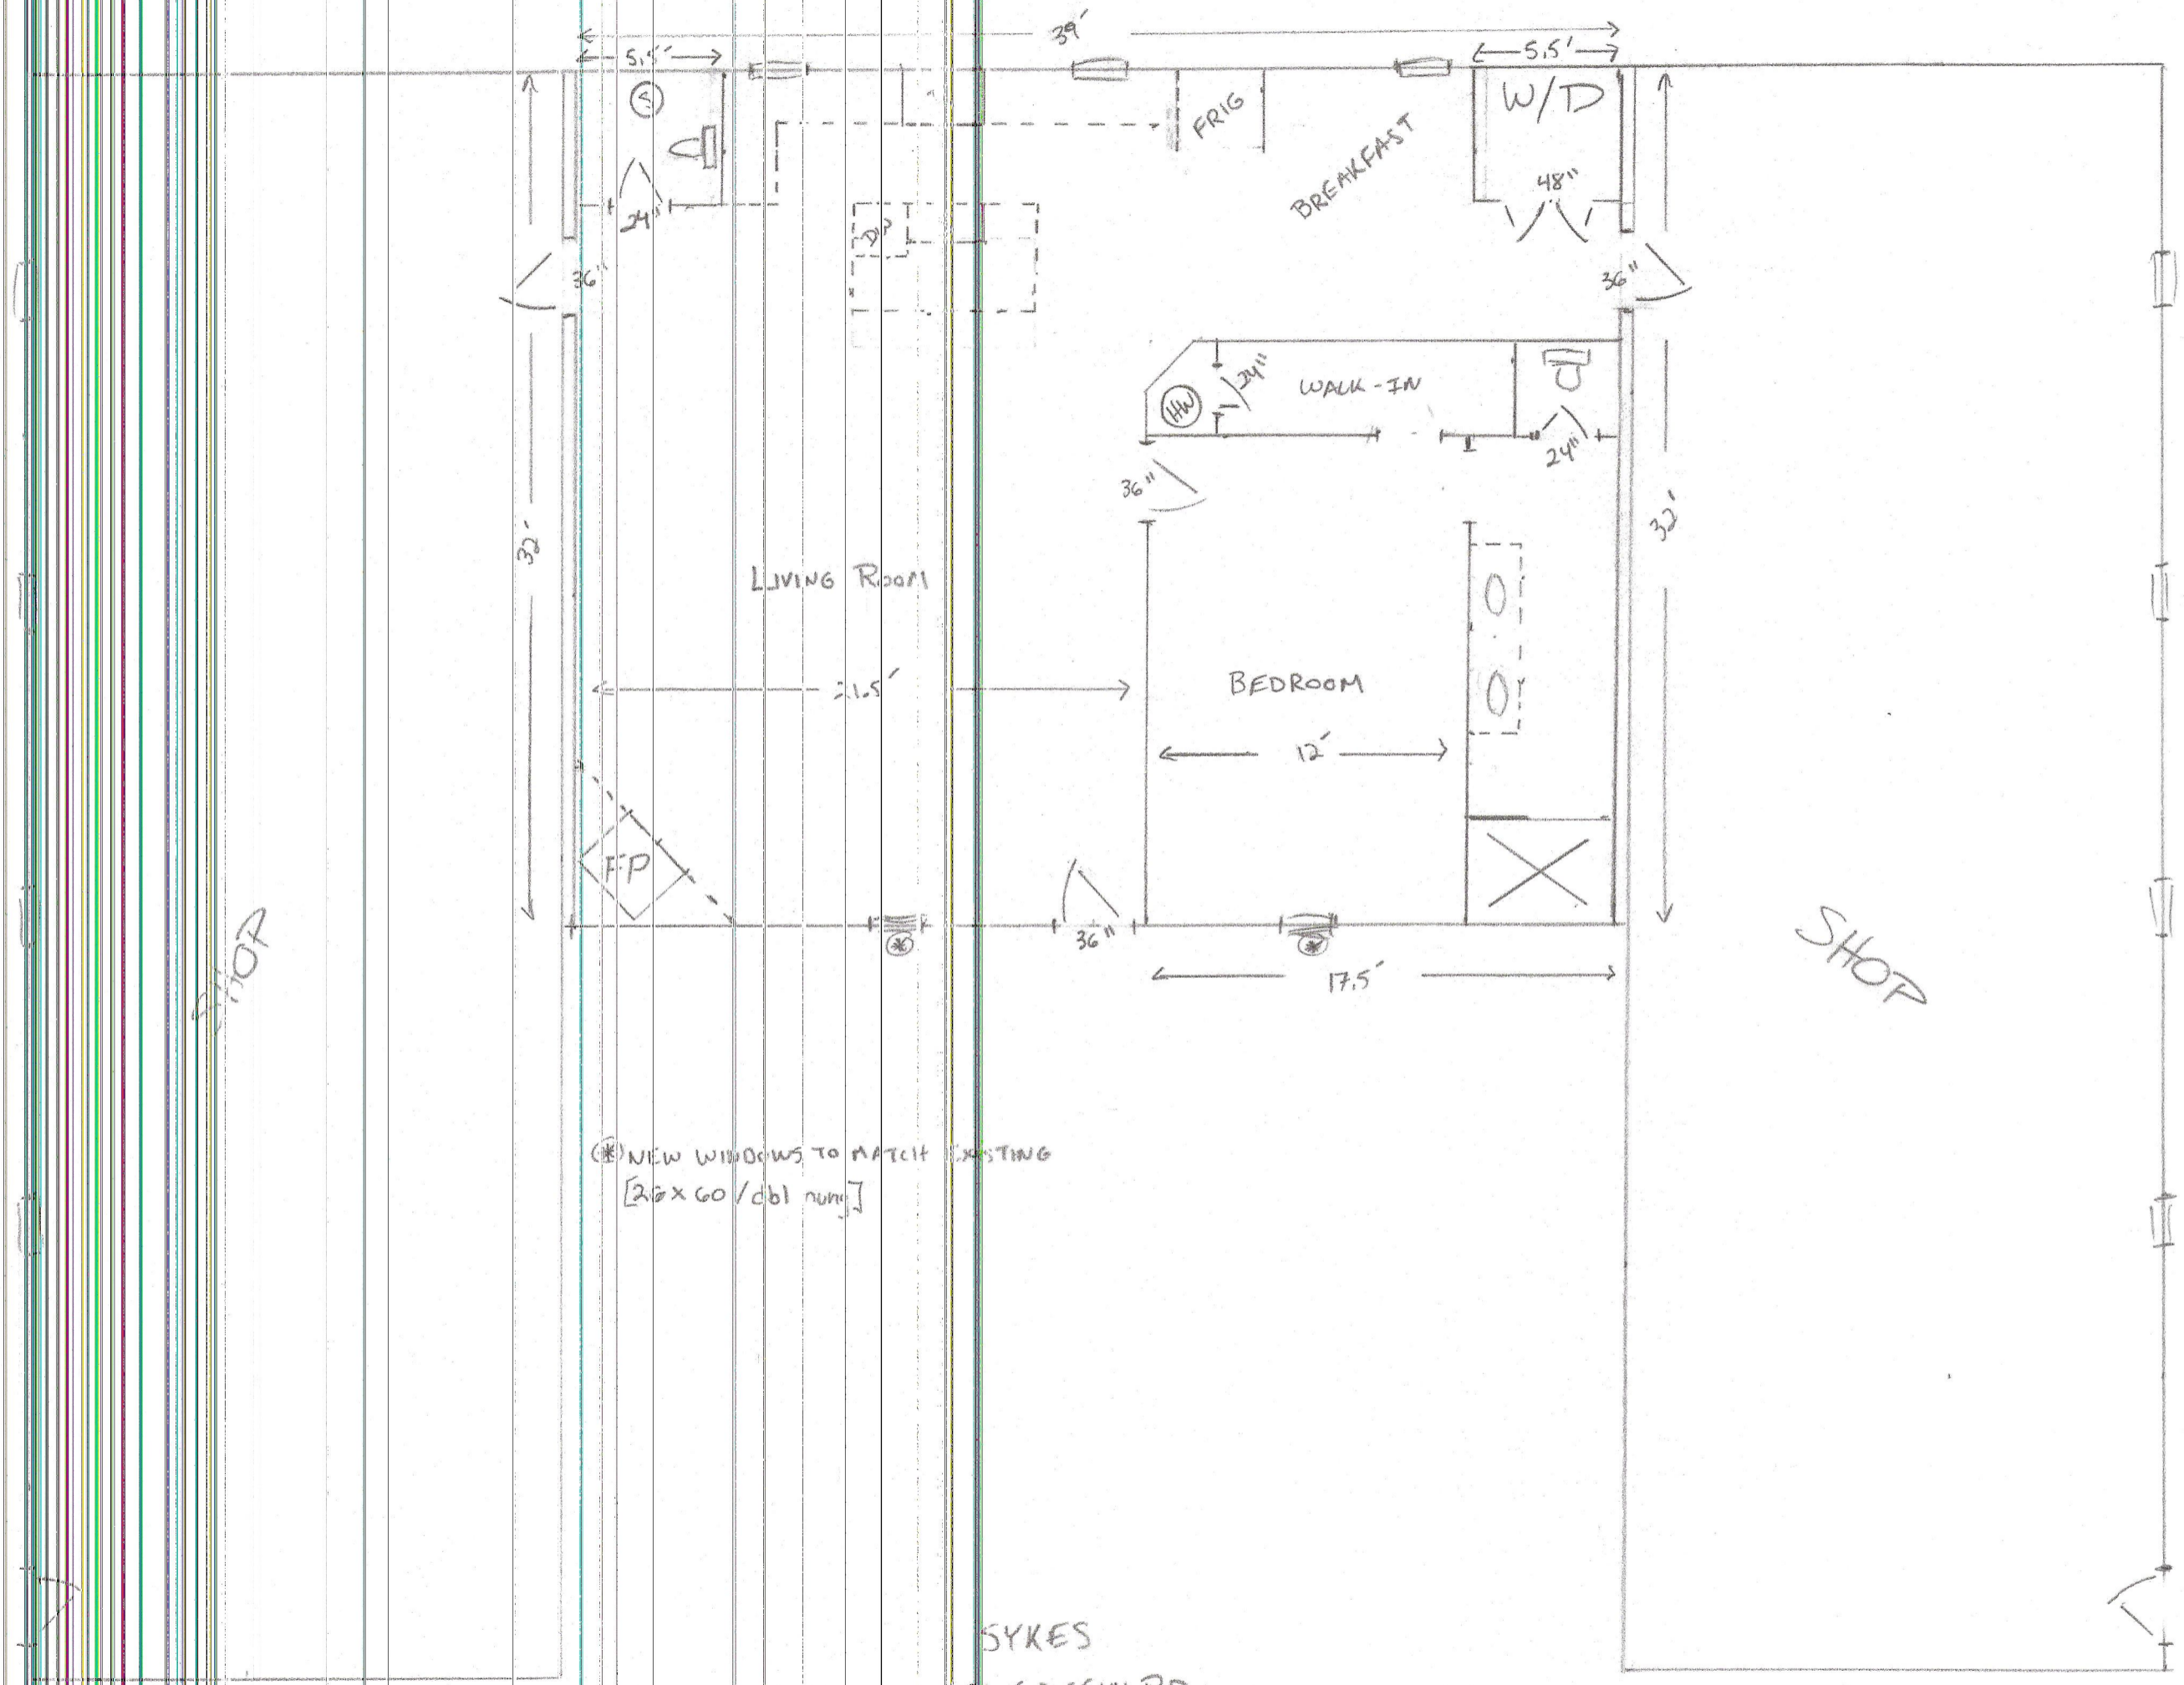 39'
5.5'
5.5'
W/D
S
FRIG
BREAKFAST
48"
24"
DP
36"
36"
24"
WALK-IN
HW
24"
36"
32'
32'
LIVING ROOM
21.5'
BEDROOM
12'
FP
36"
17.5'
SHOP
SHOP
NEW WINDOWS TO MATCH EXISTING
60/dbl hung]
SYKES